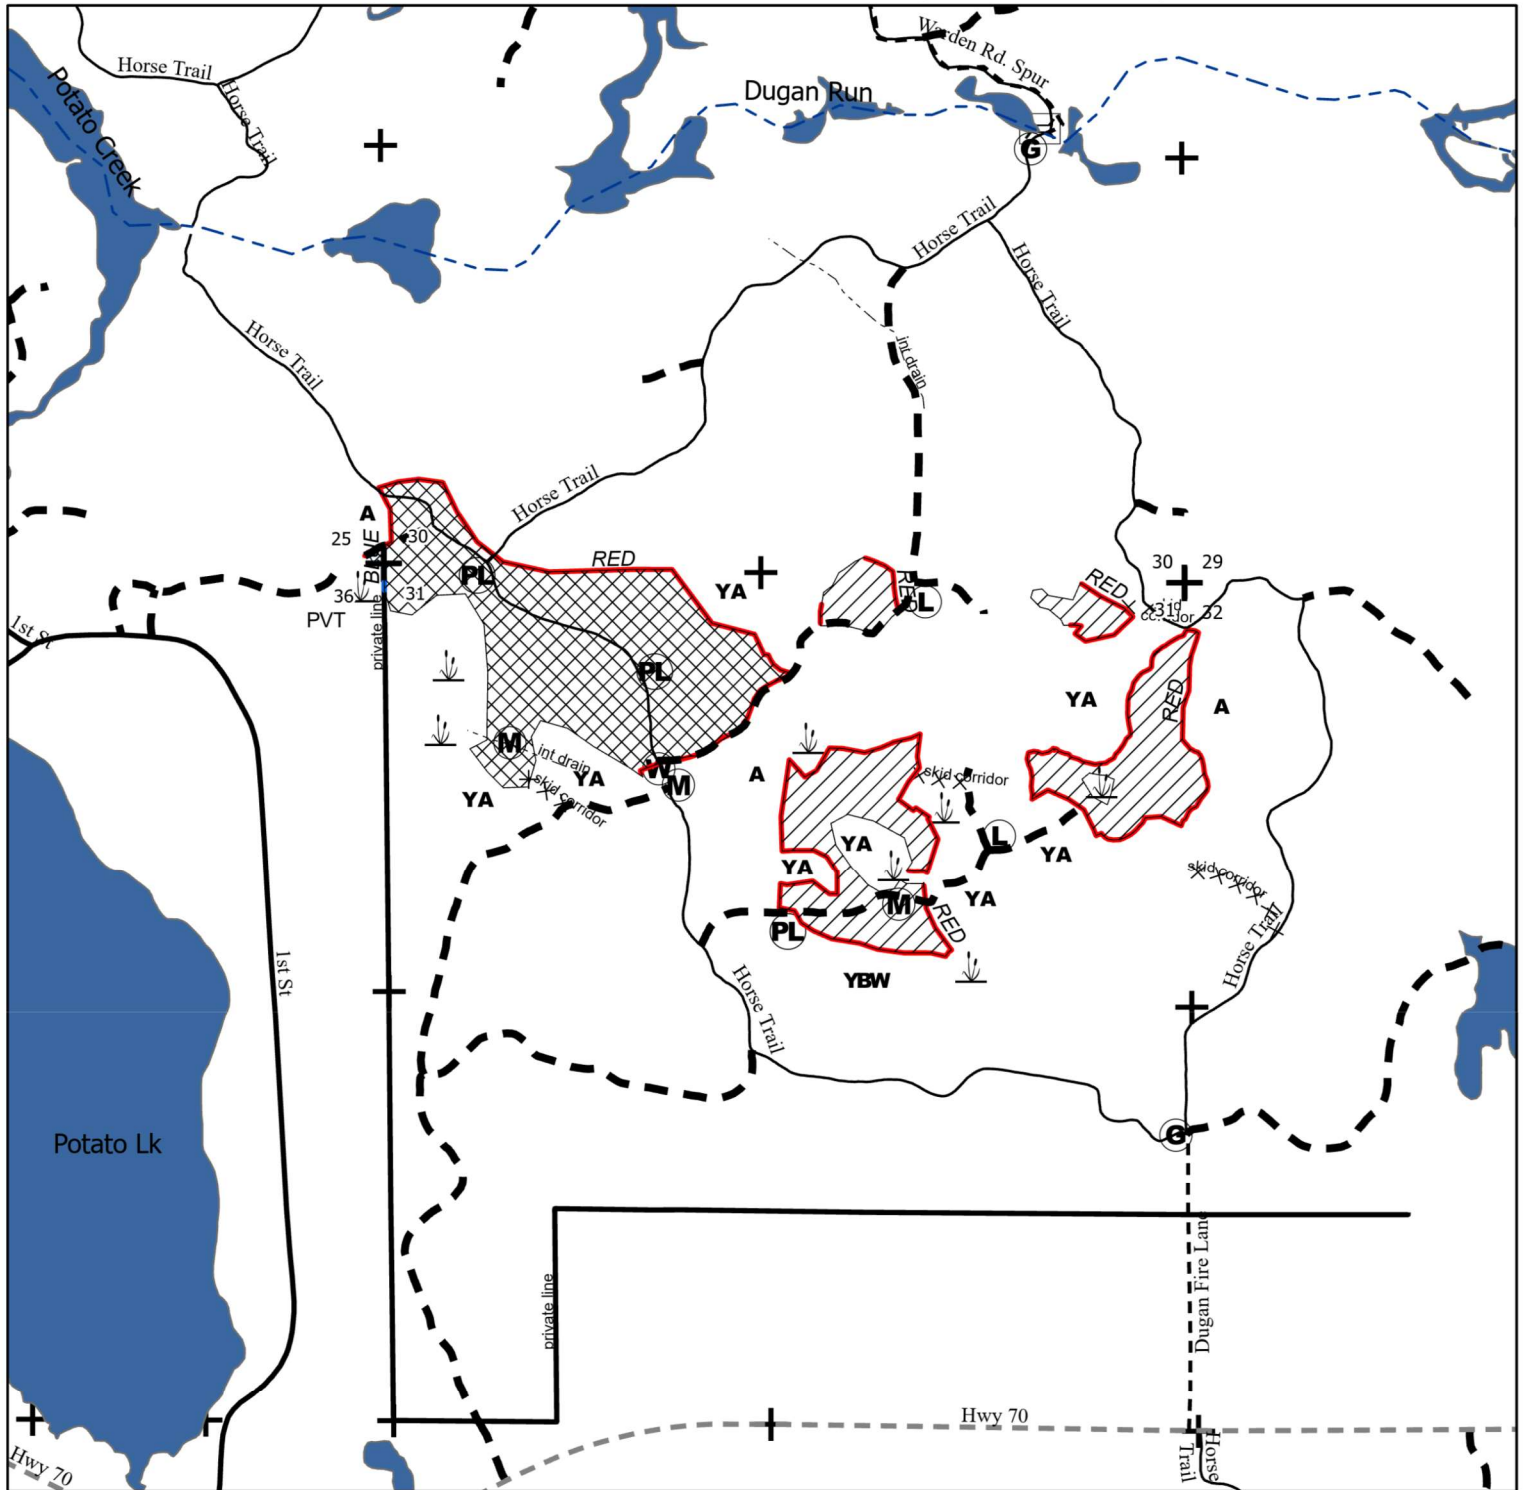 Warden Rd. Spur
Horse Trail
Potato Creek
Horse Trail
Dugan Run
G
Horse Trail
Horse Trail
Horse Trail
int drain
Horse Trail
A
25
30
BLUE
RED
PL
YA
RED
L
30
29
RED
31
32
36
31
PVT
1st St
private line
PL
YA
RED
A
M
int drain
YA
skid corridor
W
M
A
skid corridor
YA
YA
L
YA
YA
YA
skid corridor
M
RED
PL
YBW
Horse Trail
1st St
Horse Trail
G
Potato Lk
private line
Dugan Fire Lane
Hwy 70
Hwy 70
Horse
Trail